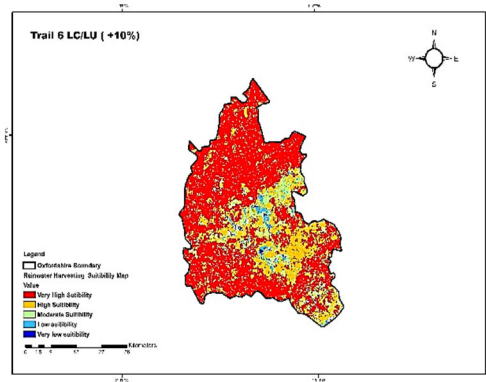 Trail 6 LC/LU ( +10%)
N
W E
S
Legend
Oxfordshire Boundary
Rainwater Harvesting Suitibility Map
Value
Very High Sutibility
High Suitibility
Moderate Suitibility
Low suitibility
Very low suitibility
Kilometers